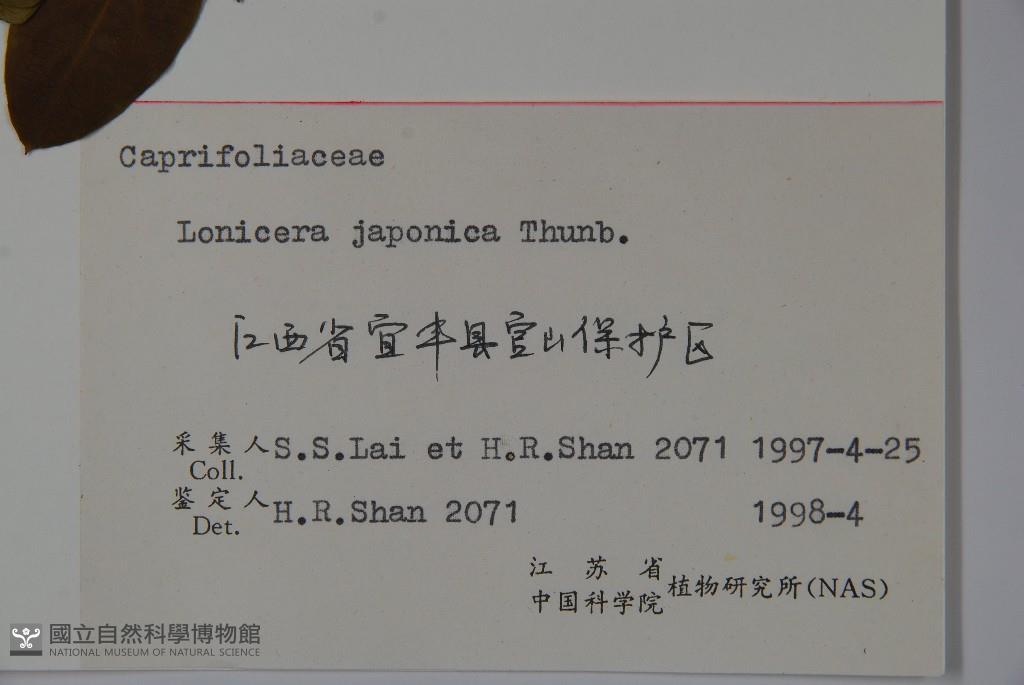 Caprifoliaceae
Lonicera japonica Thunb.
江西省宜丰县官山保护区
采集人 S.S.Lai et H.R.Shan 2071 1997-4-25
Coll.
鉴定人 H.R.Shan 2071 1998-4
Det.
江苏省
中国科学院 植物研究所(NAS)
國立自然科學博物館
NATIONAL MUSEUM OF NATURAL SCIENCE